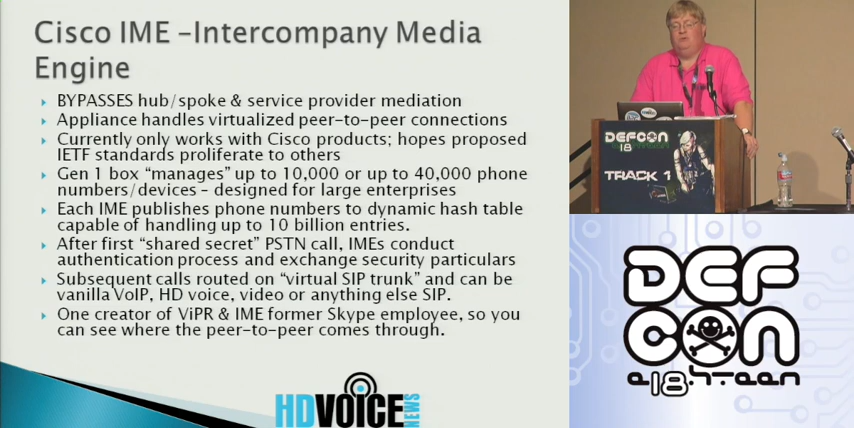 Cisco IME –Intercompany Media
Engine
BYPASSES hub/spoke & service provider mediation
Appliance handles virtualized peer-to-peer connections
Currently only works with Cisco products; hopes proposed
IETF standards proliferate to others
Gen 1 box “manages” up to 10,000 or up to 40,000 phone
numbers/devices – designed for large enterprises
Each IME publishes phone numbers to dynamic hash table
capable of handling up to 10 billion entries.
After first “shared secret” PSTN call, IMEs conduct
authentication process and exchange security particulars
Subsequent calls routed on “virtual SIP trunk” and can be
vanilla VoIP, HD voice, video or anything else SIP.
One creator of ViPR & IME former Skype employee, so you
can see where the peer-to-peer comes through.
HDVOICE NEWS
DEFCON
18
TRACK 1
DEF
CON
e18h-teen